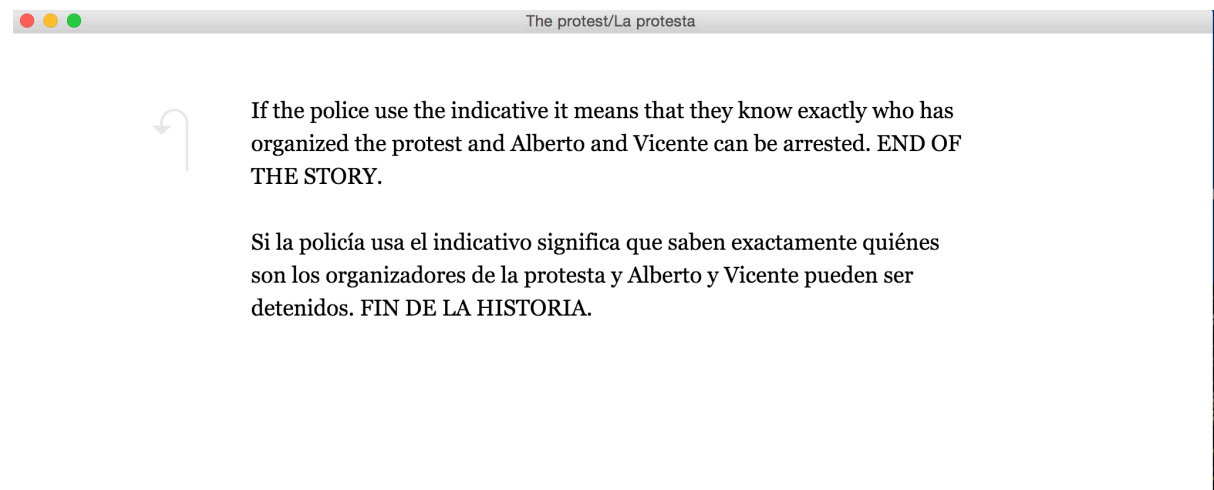 The protest/La protesta
If the police use the indicative it means that they know exactly who has
organized the protest and Alberto and Vicente can be arrested. END OF
THE STORY.
Si la policía usa el indicativo significa que saben exactamente quiénes
son los organizadores de la protesta y Alberto y Vicente pueden ser
detenidos. FIN DE LA HISTORIA.